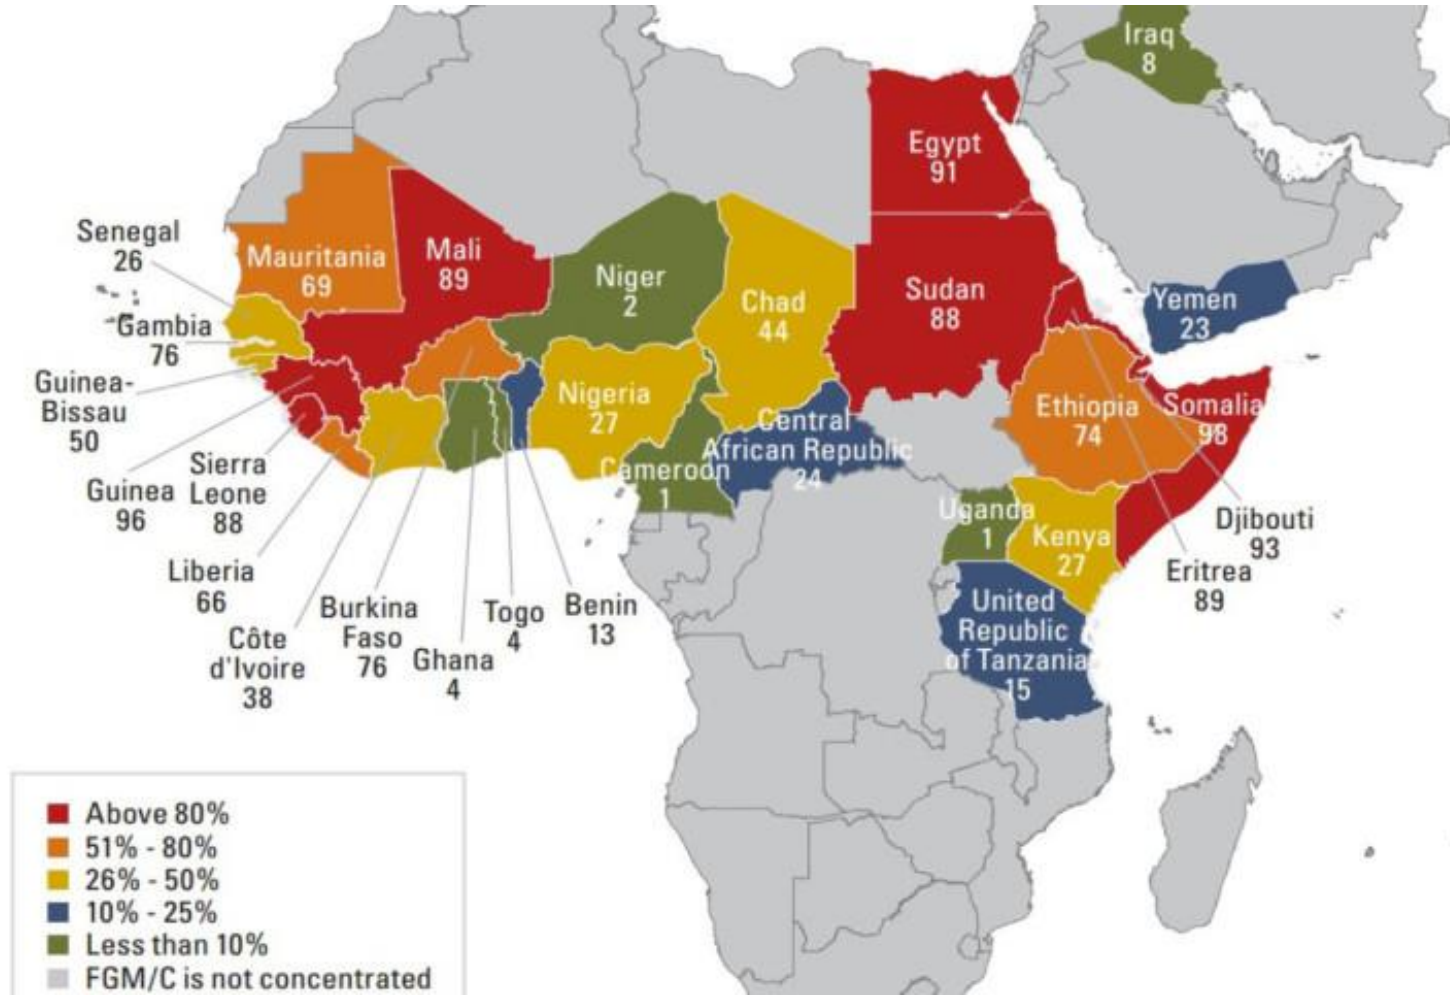 Iraq
8
Egypt
91
Senegal
26
Mauritania
69
Mali
89
Niger
2
Chad
44
Sudan
88
Yemen
23
Gambia
76
Guinea-
Bissau
50
Nigeria
27
Central
African Republic
24
Ethiopia
74
Somalia
98
Guinea
96
Sierra
Leone
88
Cameroon
1
Uganda
1
Kenya
27
Djibouti
93
Eritrea
89
Liberia
66
Côte
d'Ivoire
38
Burkina
Faso
76
Ghana
4
Togo
4
Benin
13
United
Republic
of Tanzania
15
Above 80%
51% - 80%
26% - 50%
10% - 25%
Less than 10%
FGM/C is not concentrated